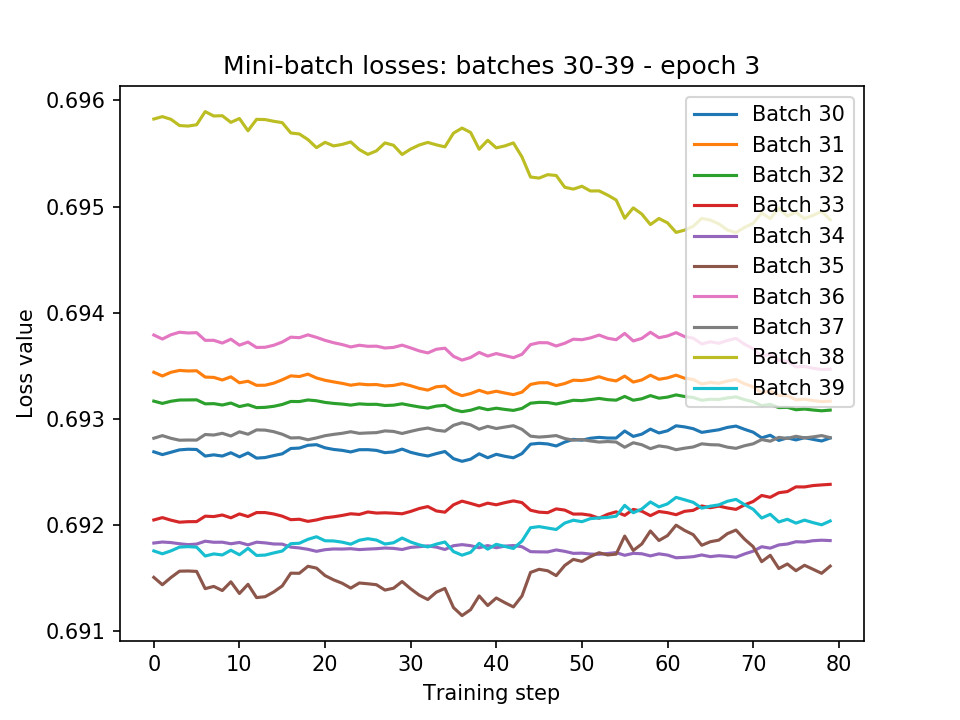 Mini-batch losses: batches 30-39 - epoch 3
0.696
0.695
0.694
0.693
0.692
0.691
Loss value
0 10 20 30 40 50 60 70 80
Training step
Batch 30
Batch 31
Batch 32
Batch 33
Batch 34
Batch 35
Batch 36
Batch 37
Batch 38
Batch 39